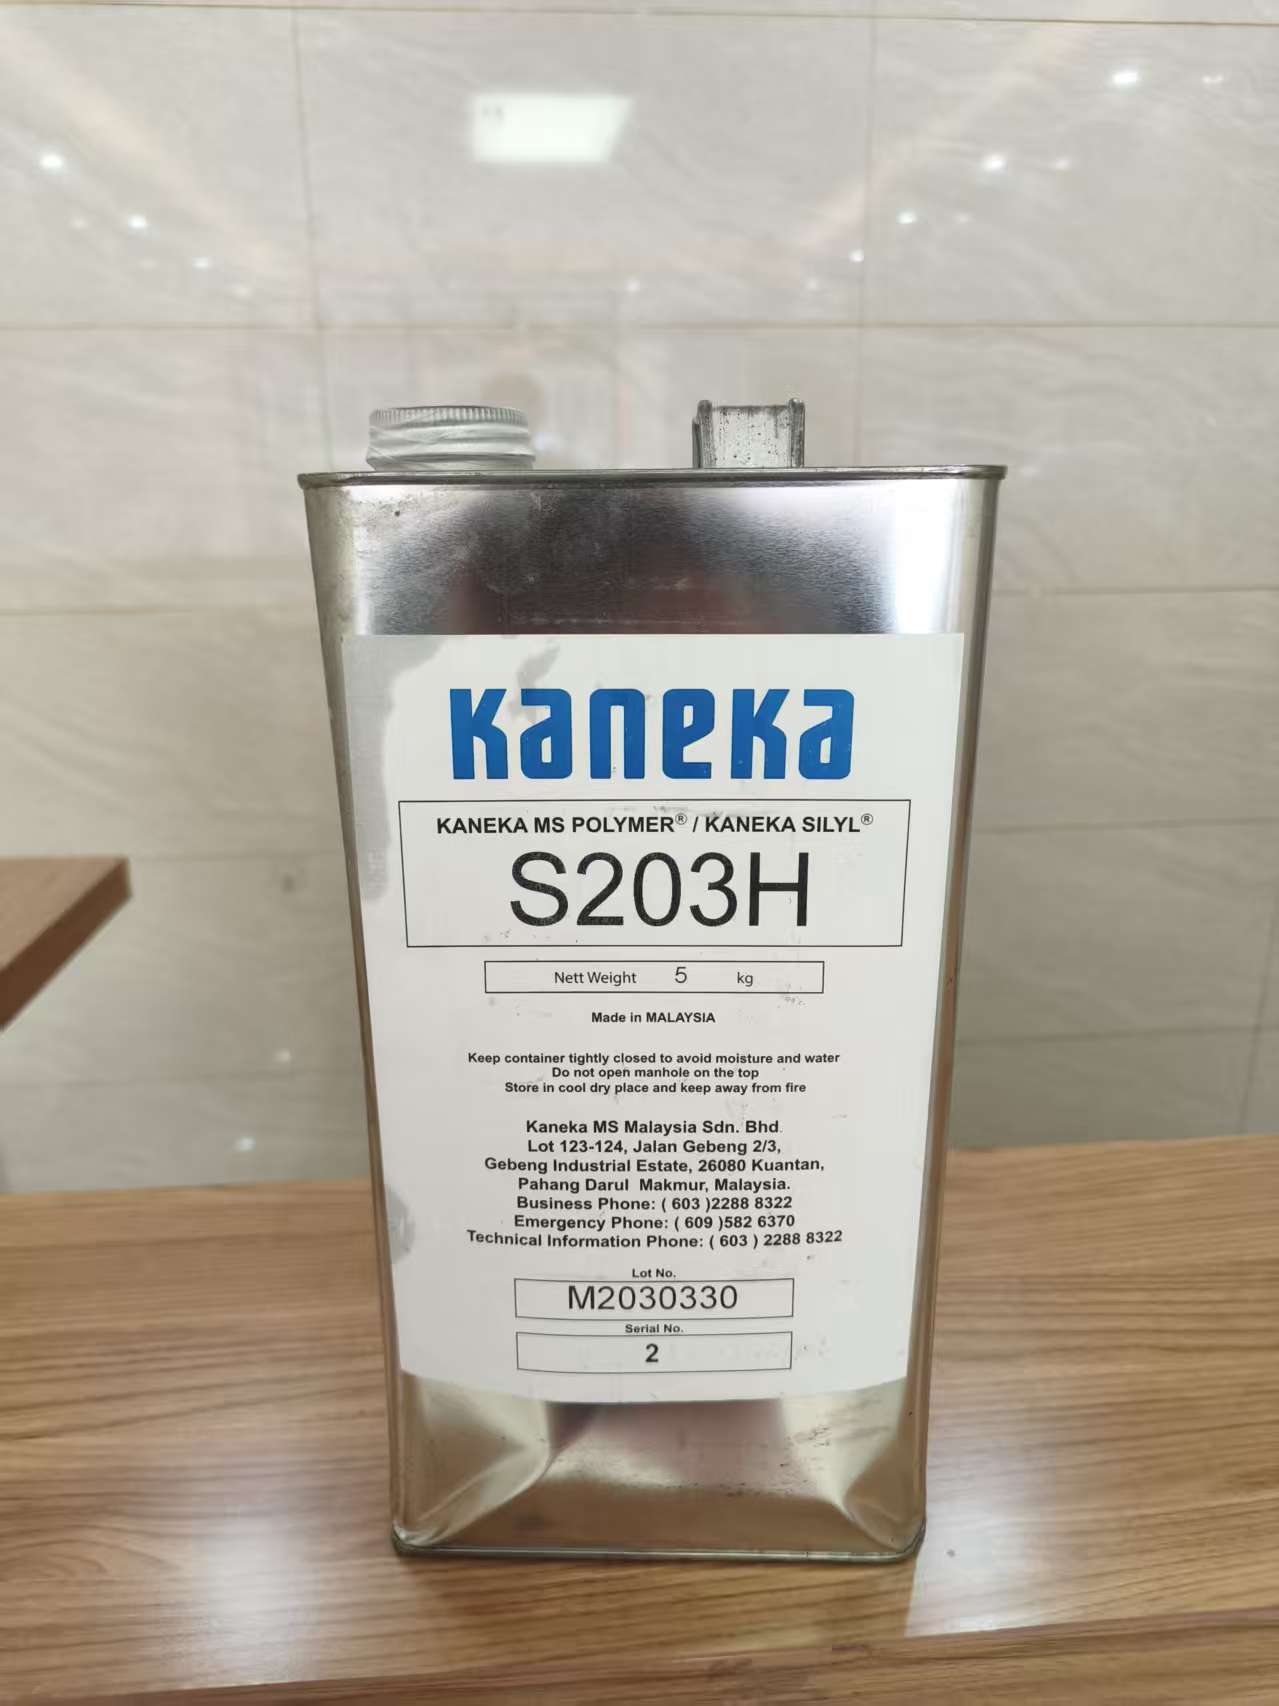 kaneka
KANEKA MS POLYMER® / KANEKA SILYL®
S203H
Nett Weight 5 kg
Made in MALAYSIA
Keep container tightly closed to avoid moisture and water
Do not open manhole on the top
Store in cool dry place and keep away from fire
Kaneka MS Malaysia Sdn. Bhd.
Lot 123-124, Jalan Gebeng 2/3,
Gebeng Industrial Estate, 26080 Kuantan,
Pahang Darul Makmur, Malaysia.
Business Phone: ( 603 )2288 8322
Emergency Phone: ( 609 )582 6370
Technical Information Phone: ( 603 ) 2288 8322
Lot No.
M2030330
Serial No.
2